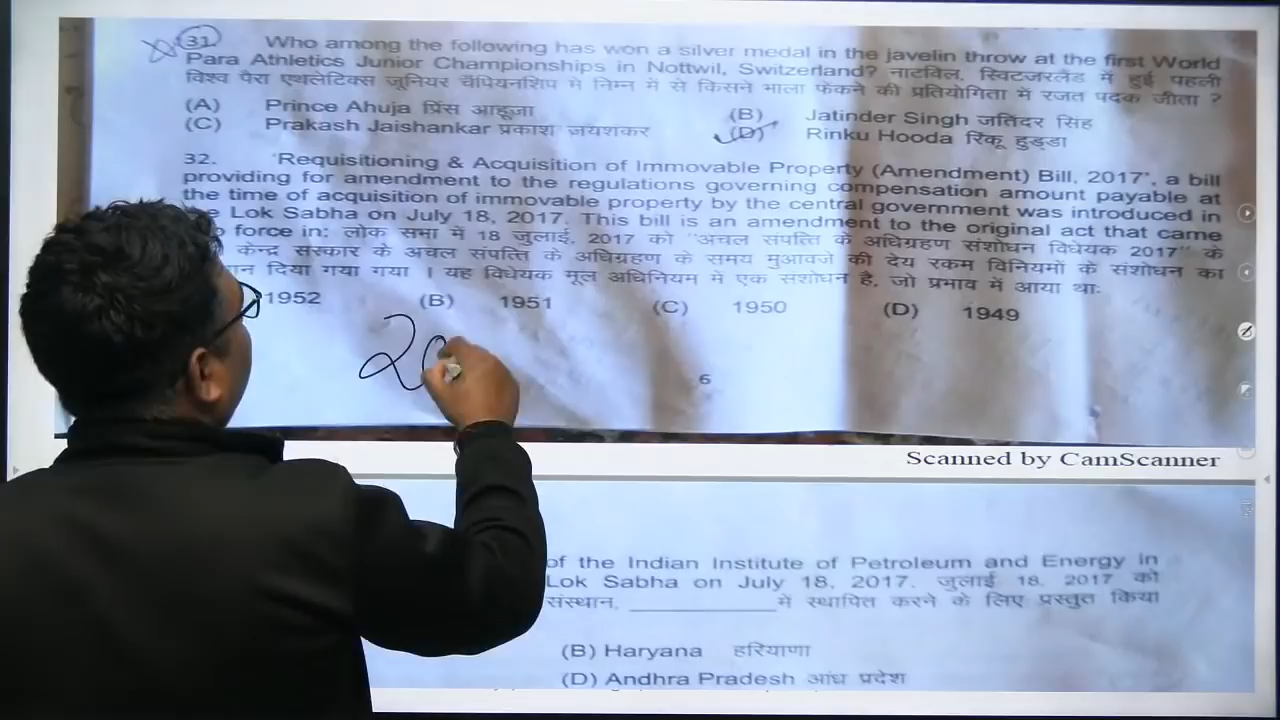 31. Who among the following has won a silver medal in the javelin throw at the first World
Para Athletics Junior Championships in Nottwil, Switzerland? नाटविल, स्विटजरलैंड में हुई पहली
विश्व पैरा एथलेटिक्स जूनियर चैंपियनशिप में निम्न में से किसने भाला फेंकने की प्रतियोगिता में रजत पदक जीता ?
(A) Prince Ahuja प्रिंस आहूजा (B) Jatinder Singh जतिंदर सिंह
(C) Prakash Jaishankar प्रकाश जयशंकर (D) Rinku Hooda रिंकू हुड्डा
32. 'Requisitioning & Acquisition of Immovable Property (Amendment) Bill, 2017', a bill
providing for amendment to the regulations governing compensation amount payable at
the time of acquisition of immovable property by the central government was introduced in
Lok Sabha on July 18, 2017. This bill is an amendment to the original act that came
force in: लोक सभा में 18 जुलाई, 2017 को "अचल संपत्ति के अधिग्रहण संशोधन विधेयक 2017" के
केन्द्र सरकार के अचल संपत्ति के अधिग्रहण के समय मुआवजे की देय रकम विनियमों के संशोधन का
दिया गया गया । यह विधेयक मूल अधिनियम में एक संशोधन है, जो प्रभाव में आया था:
1952 (B) 1951 (C) 1950 (D) 1949
20
6
Scanned by CamScanner
of the Indian Institute of Petroleum and Energy in
Lok Sabha on July 18, 2017. जुलाई 18, 2017 को
संस्थान, ____________में स्थापित करने के लिए प्रस्तुत किया
(B) Haryana हरियाणा
(D) Andhra Pradesh आंध्र प्रदेश